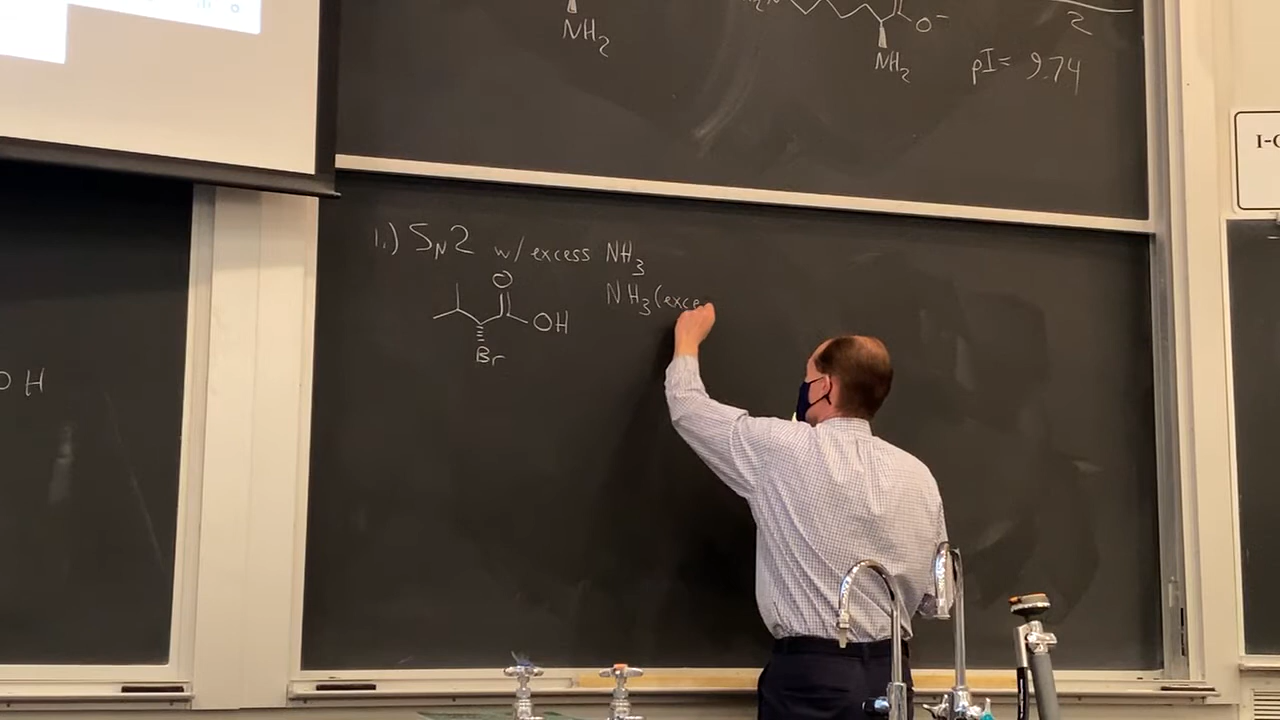 NH2
O-
2
NH2
pI= 9.74
1.) SN2 w/ excess NH3
O
NH3(exce
OH
Br
OH
I-